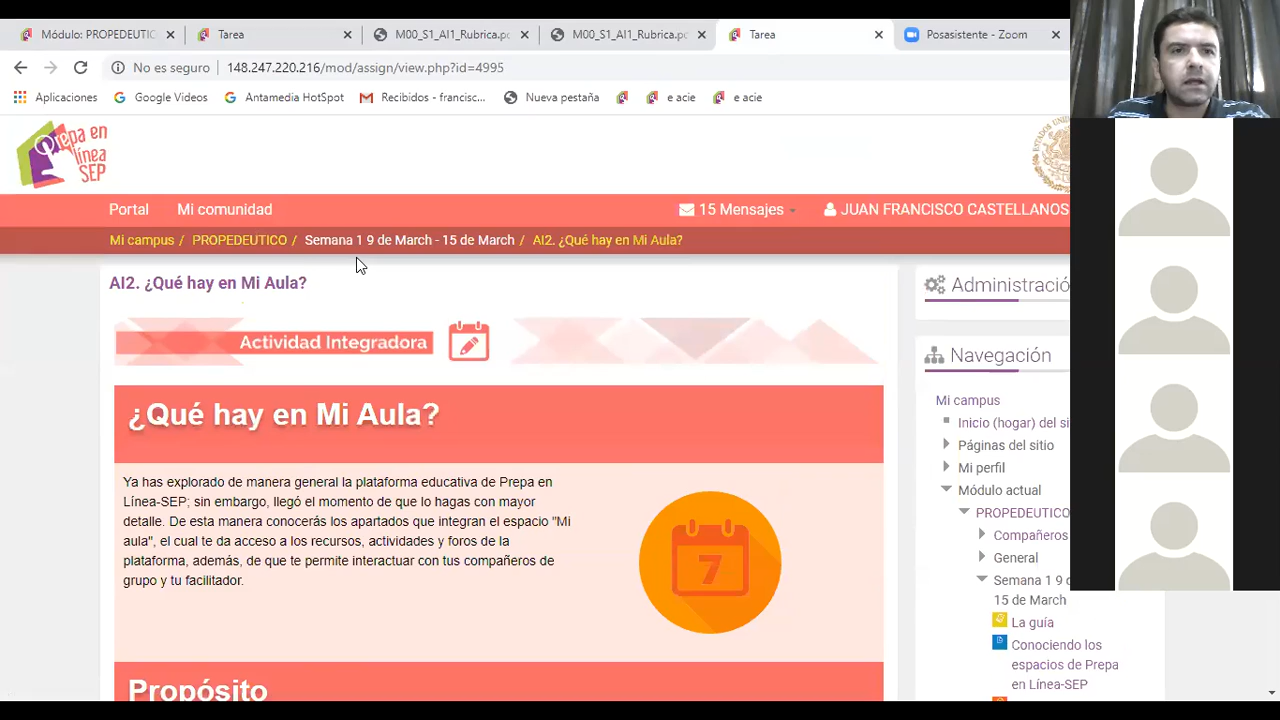 Módulo: PROPEDEUTIC
Tarea
M00_S1_AI1_Rubrica.pc
M00_S1_AI1_Rubrica.pc
Tarea
Posasistente - Zoom
No es seguro
148.247.220.216/mod/assign/view.php?id=4995
Aplicaciones
Google Videos
Antamedia HotSpot
Recibidos - francisc...
Nueva pestaña
e acie
e acie
Prepa en
línea
SEP
ESTADOS UNID
Portal
Mi comunidad
15 Mensajes
JUAN FRANCISCO CASTELLANOS
Mi campus / PROPEDEUTICO / Semana 1 9 de March - 15 de March / AI2. ¿Qué hay en Mi Aula?
AI2. ¿Qué hay en Mi Aula?
Actividad Integradora
¿Qué hay en Mi Aula?
Ya has explorado de manera general la plataforma educativa de Prepa en
Línea-SEP; sin embargo, llegó el momento de que lo hagas con mayor
detalle. De esta manera conocerás los apartados que integran el espacio "Mi
aula", el cual te da acceso a los recursos, actividades y foros de la
plataforma, además, de que te permite interactuar con tus compañeros de
grupo y tu facilitador.
7
Propósito
Administració
Navegación
Mi campus
Inicio (hogar) del si
Páginas del sitio
Mi perfil
Módulo actual
PROPEDEUTICO
Compañeros
General
Semana 1 9 d
15 de March
La guía
Conociendo los
espacios de Prepa
en Línea-SEP